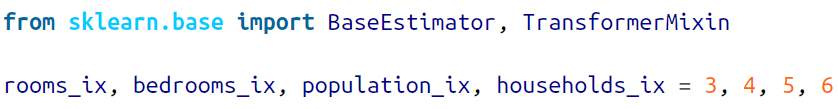 from sklearn.base import BaseEstimator, TransformerMixin
rooms_ix, bedrooms_ix, population_ix, households_ix = 3, 4, 5, 6